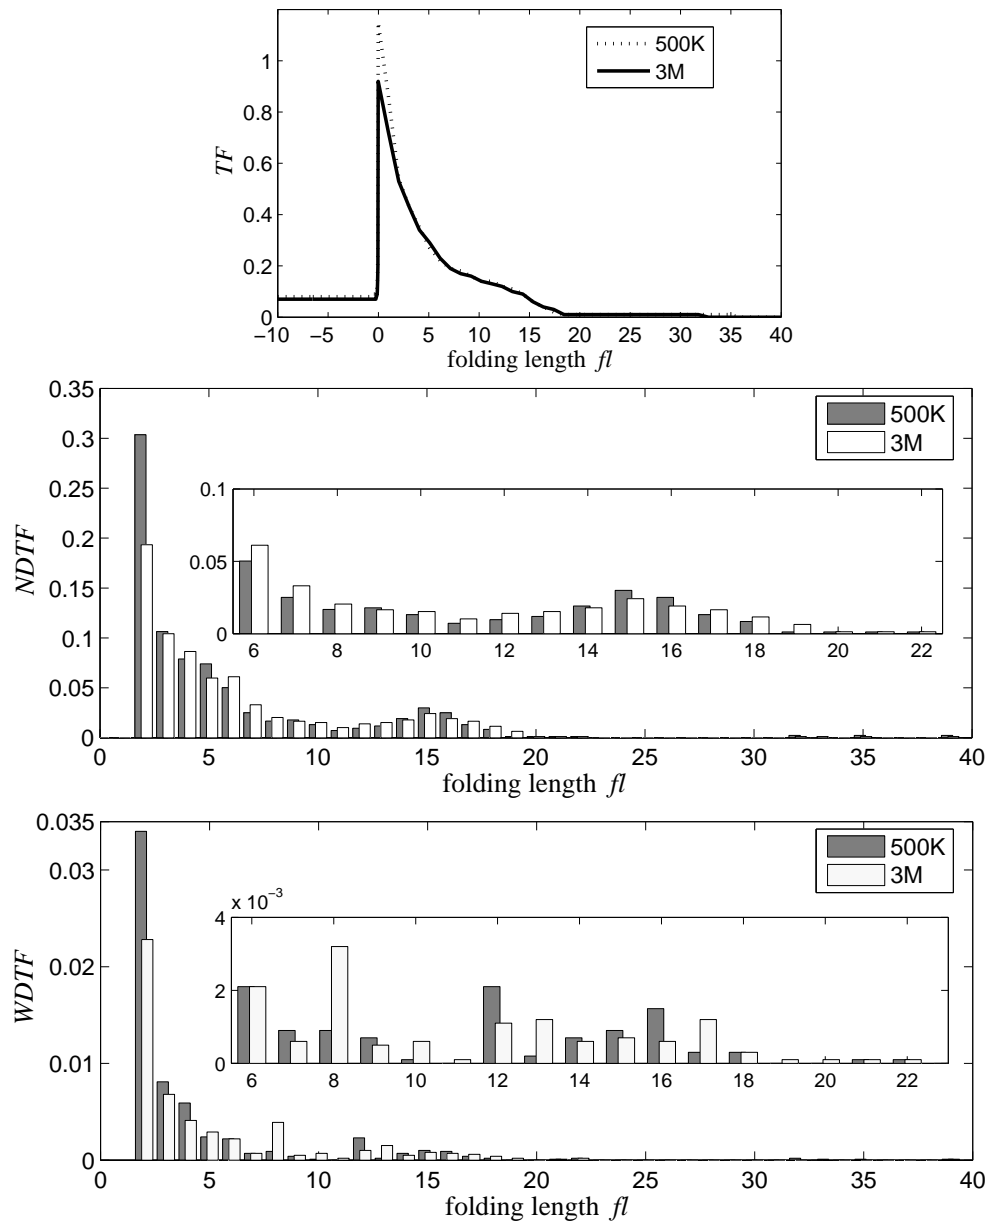 500K
3M
1
0.8
0.6
0.4
0.2
0
TF
−10 −5 0 5 10 15 20 25 30 35 40
folding length fl
0.35
0.3
0.25
0.2
0.15
0.1
0.05
0
NDTF
500K
3M
0.1
0.05
0
6 8 10 12 14 16 18 20 22
0 5 10 15 20 25 30 35 40
folding length fl
0.035
0.03
0.02
0.01
0
WDTF
500K
3M
x 10−3
4
2
0
6 8 10 12 14 16 18 20 22
0 5 10 15 20 25 30 35 40
folding length fl